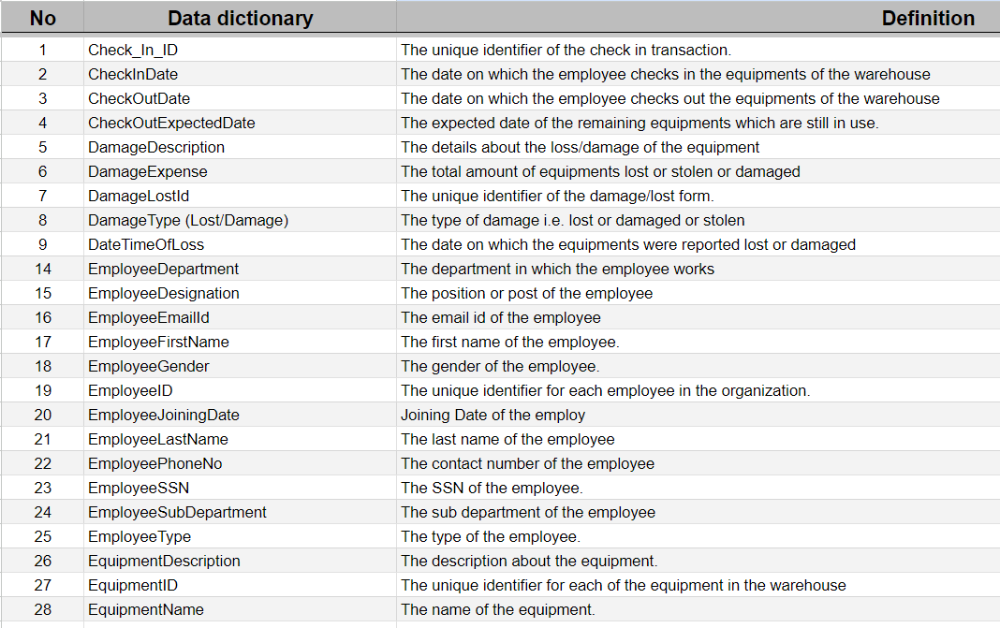 No Data dictionary Definition
1 Check_In_ID The unique identifier of the check in transaction.
2 CheckInDate The date on which the employee checks in the equipments of the warehouse
3 CheckOutDate The date on which the employee checks out the equipments of the warehouse
4 CheckOutExpectedDate The expected date of the remaining equipments which are still in use.
5 DamageDescription The details about the loss/damage of the equipment
6 DamageExpense The total amount of equipments lost or stolen or damaged
7 DamageLostId The unique identifier of the damage/lost form.
8 DamageType (Lost/Damage) The type of damage i.e. lost or damaged or stolen
9 DateTimeOfLoss The date on which the equipments were reported lost or damaged
14 EmployeeDepartment The department in which the employee works
15 EmployeeDesignation The position or post of the employee
16 EmployeeEmailId The email id of the employee
17 EmployeeFirstName The first name of the employee.
18 EmployeeGender The gender of the employee.
19 EmployeeID The unique identifier for each employee in the organization.
20 EmployeeJoiningDate Joining Date of the employ
21 EmployeeLastName The last name of the employee
22 EmployeePhoneNo The contact number of the employee
23 EmployeeSSN The SSN of the employee.
24 EmployeeSubDepartment The sub department of the employee
25 EmployeeType The type of the employee.
26 EquipmentDescription The description about the equipment.
27 EquipmentID The unique identifier for each of the equipment in the warehouse
28 EquipmentName The name of the equipment.